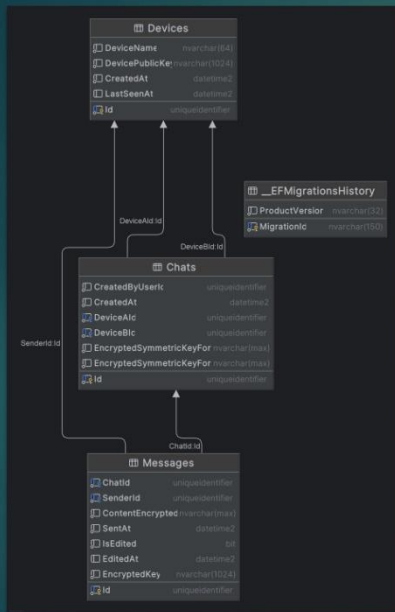 Devices
DeviceName nvarchar(64)
DevicePublicKey nvarchar(1024)
CreatedAt datetime2
LastSeenAt datetime2
Id uniqueidentifier
DeviceAId:Id
DeviceBId:Id
__EFMigrationsHistory
ProductVersion nvarchar(32)
MigrationId nvarchar(150)
Chats
CreatedByUserId uniqueidentifier
CreatedAt datetime2
DeviceAId uniqueidentifier
DeviceBId uniqueidentifier
EncryptedSymmetricKeyFor nvarchar(max)
EncryptedSymmetricKeyFor nvarchar(max)
Id uniqueidentifier
SenderId:Id
ChatId:Id
Messages
ChatId uniqueidentifier
SenderId uniqueidentifier
ContentEncrypted nvarchar(max)
SentAt datetime2
IsEdited bit
EditedAt datetime2
EncryptedKey nvarchar(1024)
Id uniqueidentifier